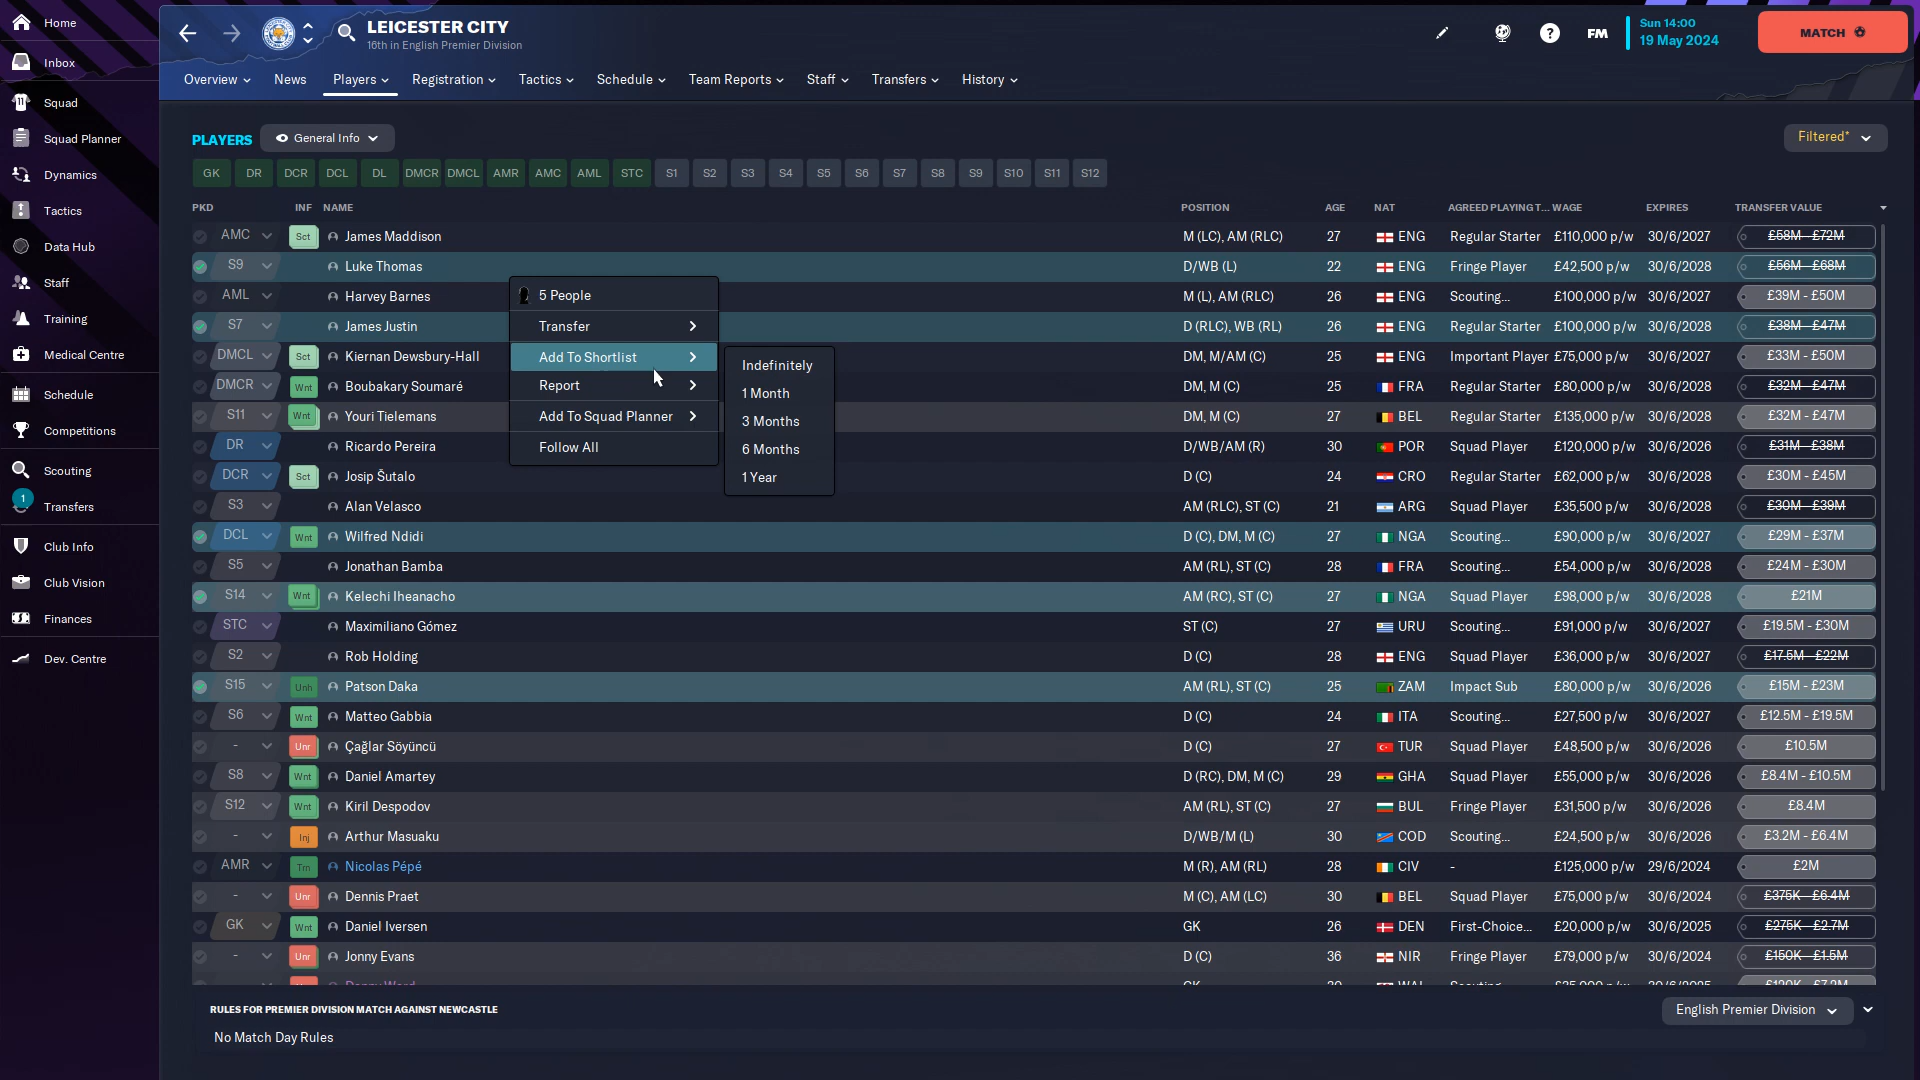 Home
Inbox
Squad
Squad Planner
Dynamics
Tactics
Data Hub
Staff
Training
Medical Centre
Schedule
Competitions
Scouting
1
Transfers
Club Info
Club Vision
Finances
Dev. Centre
LEICESTER CITY
16th in English Premier Division
FM
Sun 14:00
19 May 2024
MATCH
Overview News Players Registration Tactics Schedule Team Reports Staff Transfers History
PLAYERS General Info Filtered*
GK DR DCR DCL DL DMCR DMCL AMR AMC AML STC S1 S2 S3 S4 S5 S6 S7 S8 S9 S10 S11 S12
PKD INF NAME POSITION AGE NAT AGREED PLAYING T... WAGE EXPIRES TRANSFER VALUE
AMC Sct James Maddison M (LC), AM (RLC) 27 ENG Regular Starter £110,000 p/w 30/6/2027 £58M - £72M
S9 Luke Thomas D/WB (L) 22 ENG Fringe Player £42,500 p/w 30/6/2028 £56M - £68M
AML Harvey Barnes M (L), AM (RLC) 26 ENG Scouting... £100,000 p/w 30/6/2027 £39M - £50M
S7 James Justin D (RLC), WB (RL) 26 ENG Regular Starter £100,000 p/w 30/6/2028 £38M - £47M
DMCL Sct Kiernan Dewsbury-Hall DM, M/AM (C) 25 ENG Important Player £75,000 p/w 30/6/2027 £33M - £50M
DMCR Wnt Boubakary Soumaré DM, M (C) 25 FRA Regular Starter £80,000 p/w 30/6/2028 £32M - £47M
S11 Wnt Youri Tielemans DM, M (C) 27 BEL Regular Starter £135,000 p/w 30/6/2028 £32M - £47M
DR Ricardo Pereira D/WB/AM (R) 30 POR Squad Player £120,000 p/w 30/6/2026 £31M - £38M
DCR Sct Josip Šutalo D (C) 24 CRO Regular Starter £62,000 p/w 30/6/2028 £30M - £45M
S3 Alan Velasco AM (RLC), ST (C) 21 ARG Squad Player £35,500 p/w 30/6/2028 £30M - £39M
DCL Wnt Wilfred Ndidi D (C), DM, M (C) 27 NGA Scouting... £90,000 p/w 30/6/2027 £29M - £37M
S5 Jonathan Bamba AM (RL), ST (C) 28 FRA Scouting... £54,000 p/w 30/6/2028 £24M - £30M
S14 Wnt Kelechi Iheanacho AM (RC), ST (C) 27 NGA Squad Player £98,000 p/w 30/6/2028 £21M
STC Maximiliano Gómez ST (C) 27 URU Scouting... £91,000 p/w 30/6/2027 £19.5M - £30M
S2 Rob Holding D (C) 28 ENG Squad Player £36,000 p/w 30/6/2027 £17.5M - £22M
S15 Unh Patson Daka AM (RL), ST (C) 25 ZAM Impact Sub £80,000 p/w 30/6/2026 £15M - £23M
S6 Wnt Matteo Gabbia D (C) 24 ITA Scouting... £27,500 p/w 30/6/2027 £12.5M - £19.5M
- Unr Çağlar Söyüncü D (C) 27 TUR Squad Player £48,500 p/w 30/6/2026 £10.5M
S8 Wnt Daniel Amartey D (RC), DM, M (C) 29 GHA Squad Player £55,000 p/w 30/6/2026 £8.4M - £10.5M
S12 Wnt Kiril Despodov AM (RL), ST (C) 27 BUL Fringe Player £31,500 p/w 30/6/2026 £8.4M
- Inj Arthur Masuaku D/WB/M (L) 30 COD Scouting... £24,500 p/w 30/6/2026 £3.2M - £6.4M
AMR Trn Nicolas Pépé M (R), AM (RL) 28 CIV - £125,000 p/w 29/6/2024 £2M
- Unr Dennis Praet M (C), AM (LC) 30 BEL Squad Player £75,000 p/w 30/6/2024 £375K - £6.4M
GK Wnt Daniel Iversen GK 26 DEN First-Choice... £20,000 p/w 30/6/2025 £275K - £2.7M
- Unr Jonny Evans D (C) 36 NIR Fringe Player £79,000 p/w 30/6/2024 £150K - £1.5M
5 People
Transfer
Add To Shortlist
Report
Add To Squad Planner
Follow All
Indefinitely
1 Month
3 Months
6 Months
1 Year
RULES FOR PREMIER DIVISION MATCH AGAINST NEWCASTLE
English Premier Division
No Match Day Rules